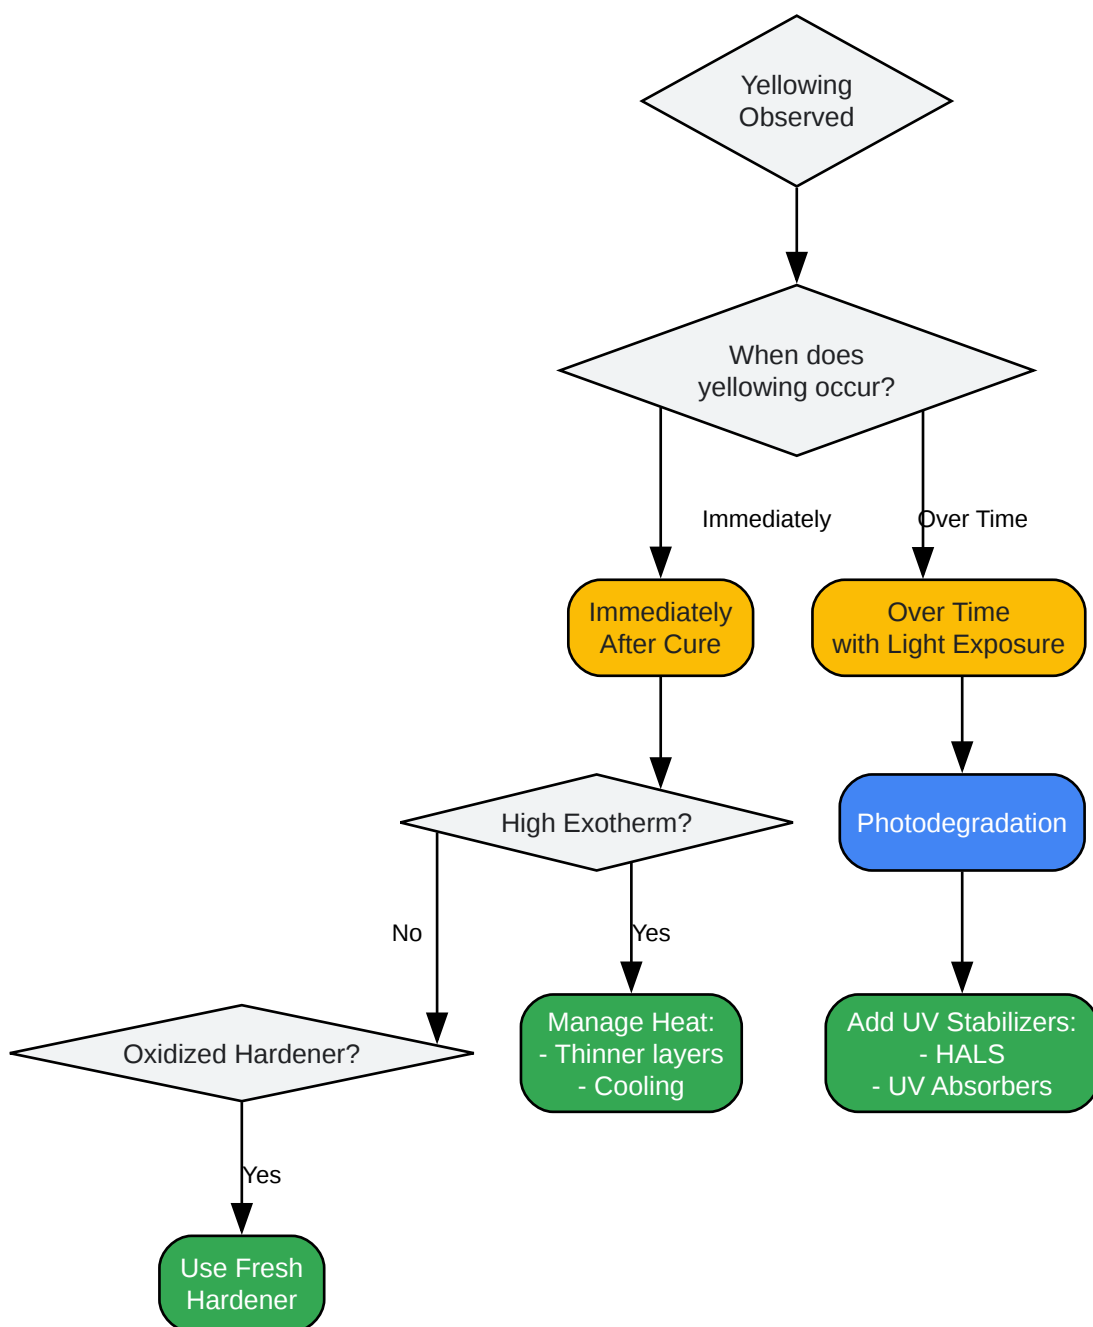 Yellowing
Observed
When does
yellowing occur?
Immediately
Over Time
Immediately
After Cure
Over Time
with Light Exposure
High Exotherm?
Photodegradation
No
Yes
Oxidized Hardener?
Manage Heat:
- Thinner layers
- Cooling
Add UV Stabilizers:
- HALS
- UV Absorbers
Yes
Use Fresh
Hardener